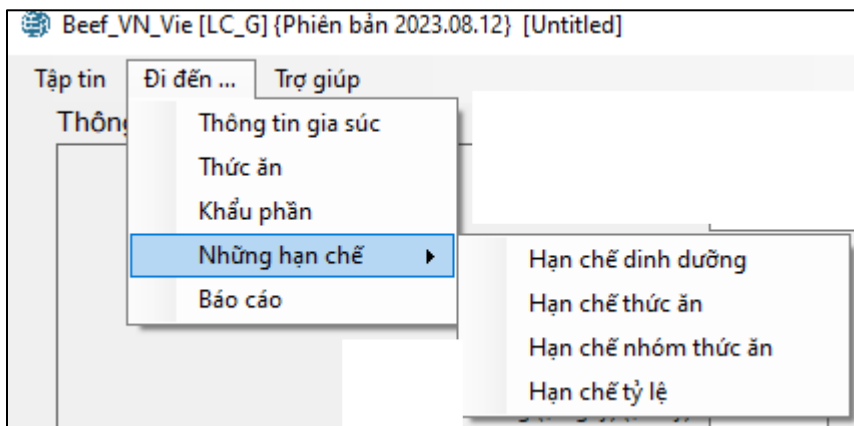 Beef_VN_Vie [LC_G] {Phiên bản 2023.08.12} [Untitled]
Tập tin Đi đến ... Trợ giúp
Thông tin gia súc
Thức ăn
Khẩu phần
Những hạn chế
Báo cáo
Hạn chế dinh dưỡng
Hạn chế thức ăn
Hạn chế nhóm thức ăn
Hạn chế tỷ lệ